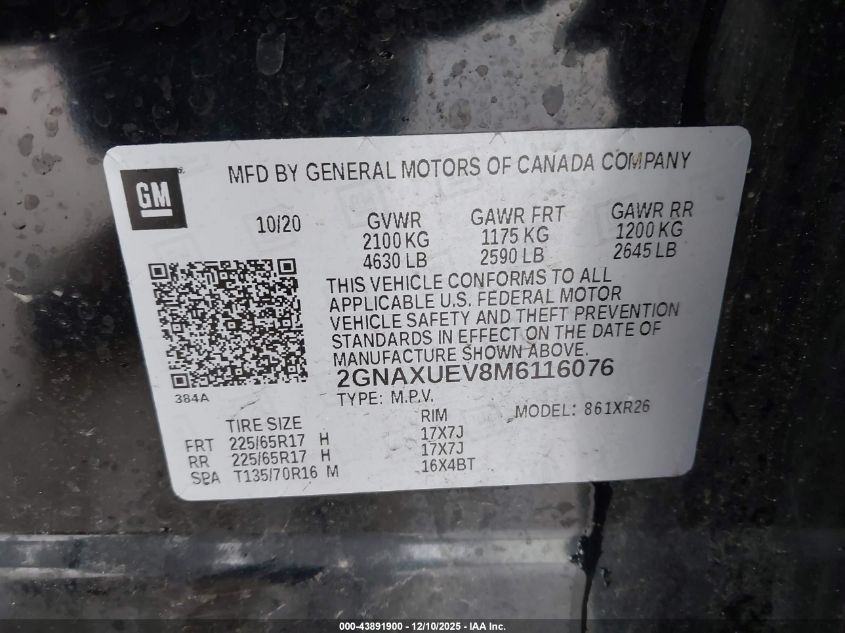 MFD BY GENERAL MOTORS OF CANADA COMPANY
GM
10/20 GVWR GAWR FRT GAWR RR
2100 KG 1175 KG 1200 KG
4630 LB 2590 LB 2645 LB
THIS VEHICLE CONFORMS TO ALL
APPLICABLE U.S. FEDERAL MOTOR
VEHICLE SAFETY AND THEFT PREVENTION
STANDARDS IN EFFECT ON THE DATE OF
MANUFACTURE SHOWN ABOVE.
2GNAXUEV8M6116076
384A
TYPE: M.P.V. MODEL: 861XR26
TIRE SIZE RIM
FRT 225/65R17 H 17X7J
RR 225/65R17 H 17X7J
SPA T135/70R16 M 16X4BT
000-43891900 - 12/10/2025 - IAA Inc.